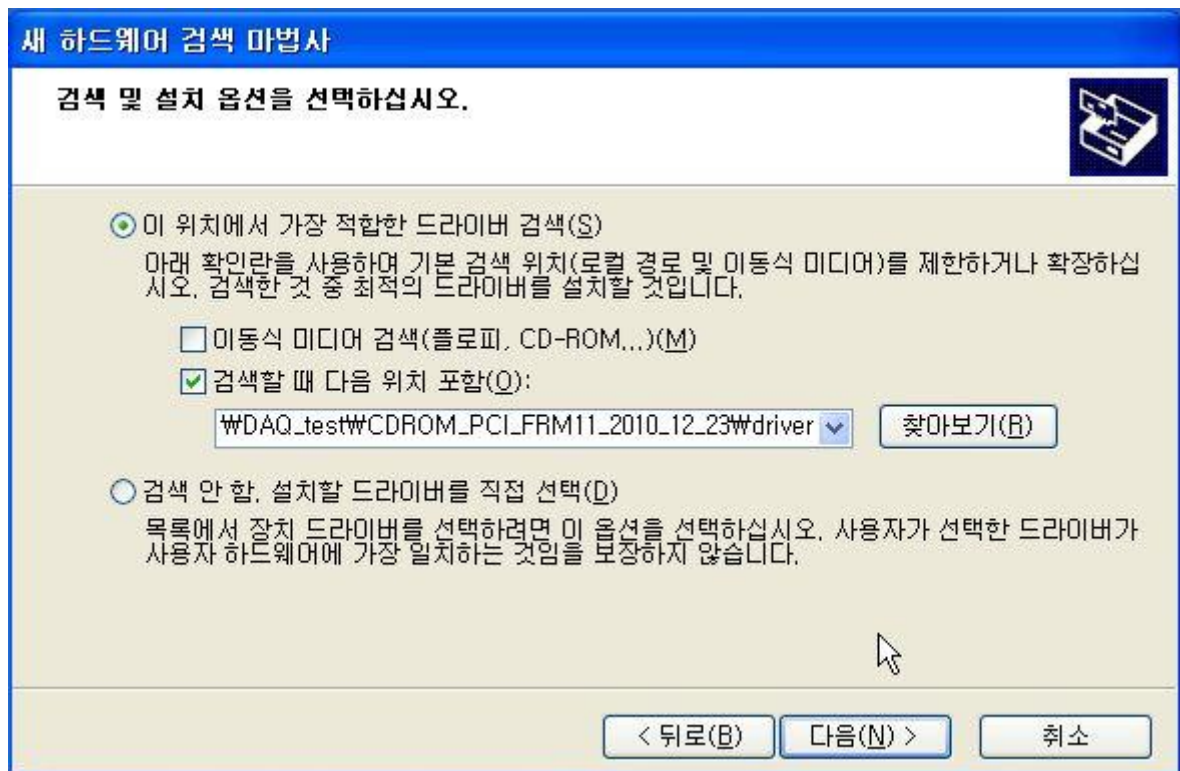 새 하드웨어 검색 마법사
검색 및 설치 옵션을 선택하십시오.
이 위치에서 가장 적합한 드라이버 검색(S)
아래 확인란을 사용하여 기본 검색 위치(로컬 경로 및 이동식 미디어)를 제한하거나 확장하십
시오. 검색한 것 중 최적의 드라이버를 설치할 것입니다.
이동식 미디어 검색(플로피, CD-ROM...)(M)
검색할 때 다음 위치 포함(O):
₩DAQ_test₩CDROM_PCI_FRM11_2010_12_23₩driver 찾아보기(R)
검색 안 함. 설치할 드라이버를 직접 선택(D)
목록에서 장치 드라이버를 선택하려면 이 옵션을 선택하십시오. 사용자가 선택한 드라이버가
사용자 하드웨어에 가장 일치하는 것임을 보장하지 않습니다.
< 뒤로(B) 다음(N) > 취소